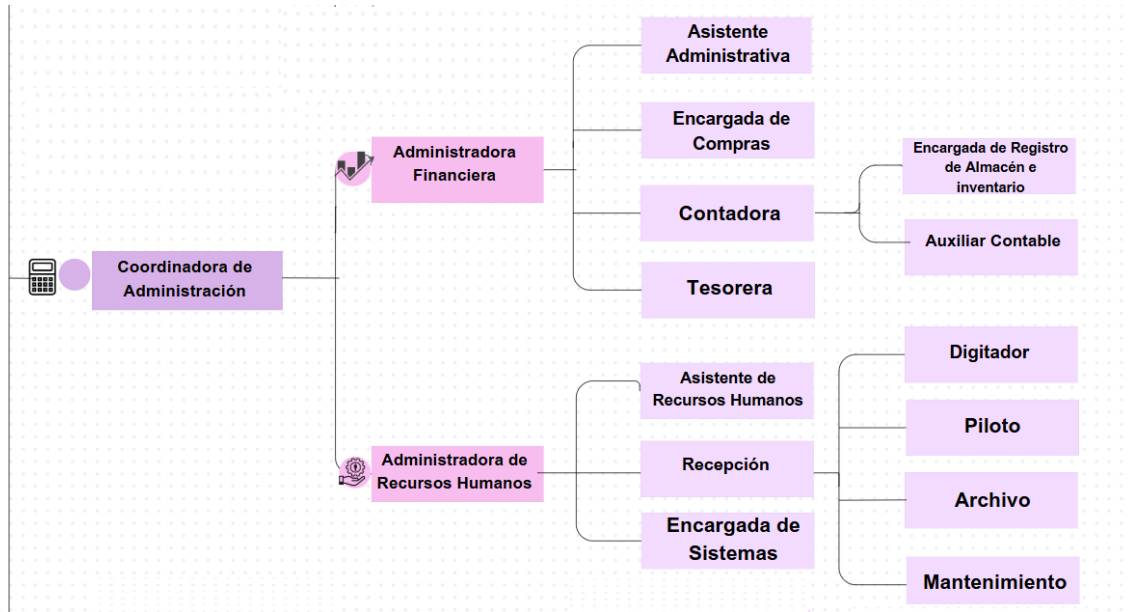 Asistente
Administrativa
Encargada de
Compras
Administradora
Financiera
Encargada de Registro
de Almacén e
inventario
Contadora
Auxiliar Contable
Coordinadora de
Administración
Tesorera
Digitador
Asistente de
Recursos Humanos
Piloto
Administradora de
Recursos Humanos
Recepción
Archivo
Encargada de
Sistemas
Mantenimiento